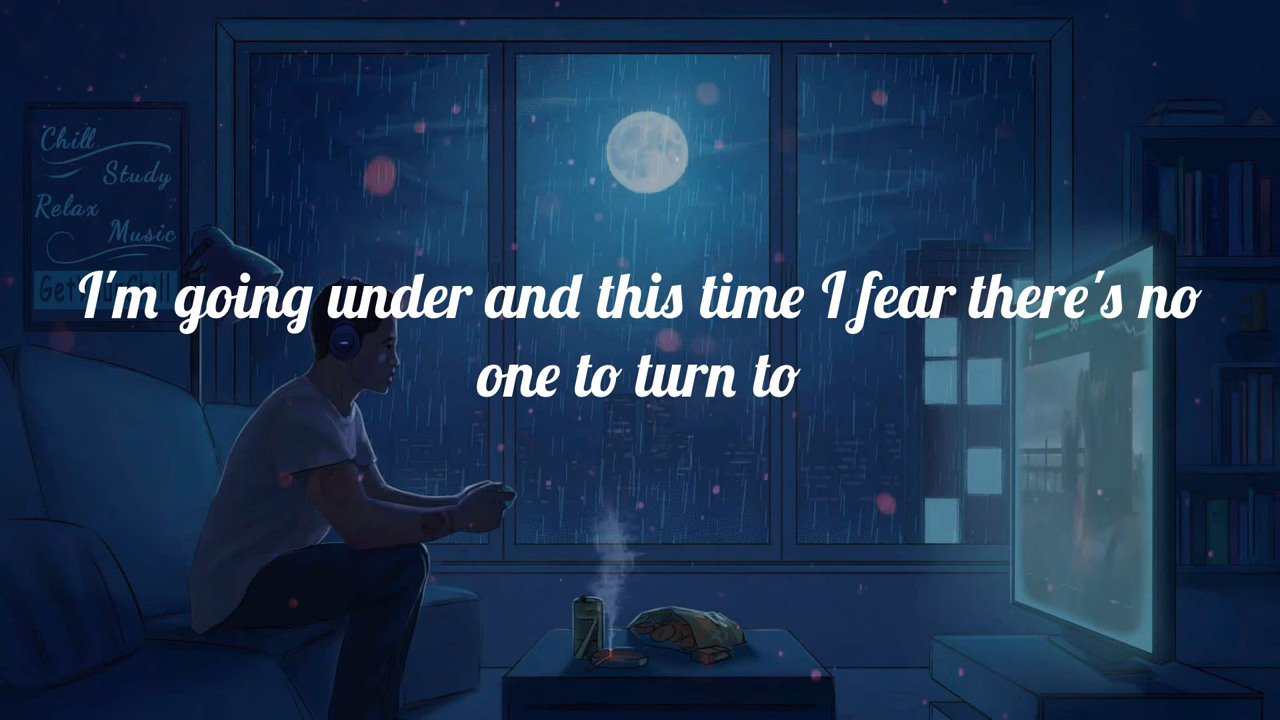 Chill
Study
Relax
Music
I'm going under and this time I fear there's no
one to turn to